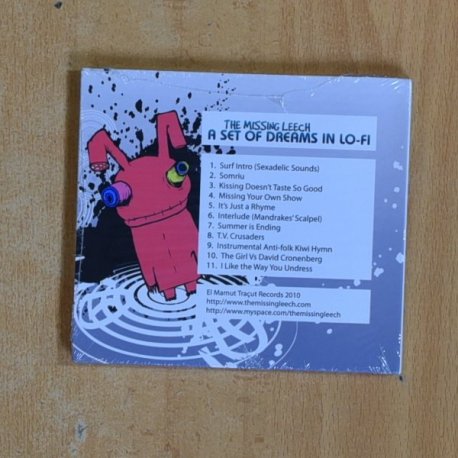 THE MISSING LEECH
A SET OF DREAMS IN LO-FI
1. Surf Intro (Sexadelic Sounds)
2. Somriu
3. Kissing Doesn't Taste So Good
4. Missing Your Own Show
5. It's Just a Rhyme
6. Interlude (Mandrakes' Scalpel)
7. Summer is Ending
8. T.V. Crusaders
9. Instrumental Anti-folk Kiwi Hymn
10. The Girl Vs David Cronenberg
11. I Like the Way You Undress
El Mamut Traçut Records 2010
http://www.themissingleech.com
http://www.myspace.com/themissingleech